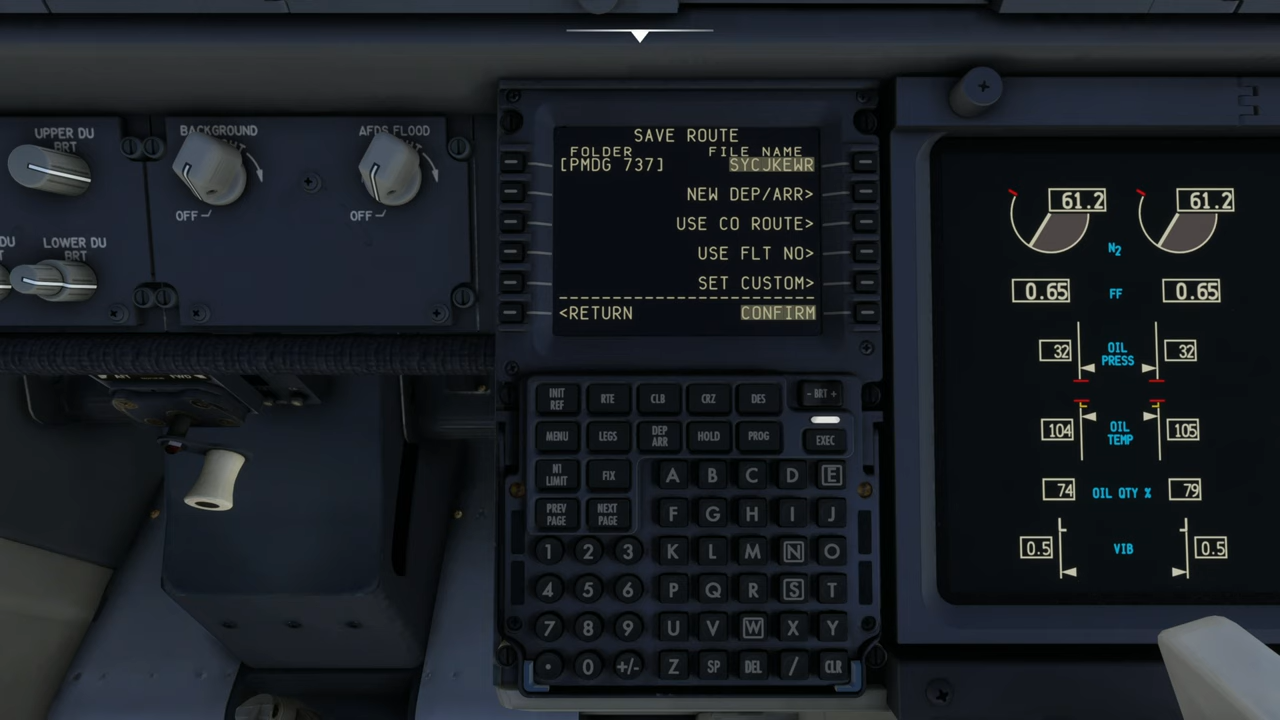 UPPER DU
BRT
BACKGROUND
OFF
AFDS FLOOD
OFF
DU
T
LOWER DU
BRT
SAVE ROUTE
FOLDER FILE NAME
[PMDG 737] SYCJKEWR
NEW DEP/ARR>
USE CO ROUTE>
USE FLT NO>
SET CUSTOM>
<RETURN CONFIRM
INIT REF RTE CLB CRZ DES - BRT +
MENU LEGS DEP ARR HOLD PROG EXEC
N1 LIMIT FIX A B C D E
PREV PAGE NEXT PAGE F G H I J
1 2 3 K L M N O
4 5 6 P Q R S T
7 8 9 U V W X Y
. 0 +/- Z SP DEL / CLR
61.2 61.2
N2
0.65 FF 0.65
32 OIL PRESS 32
104 OIL TEMP 105
74 OIL QTY % 79
0.5 VIB 0.5